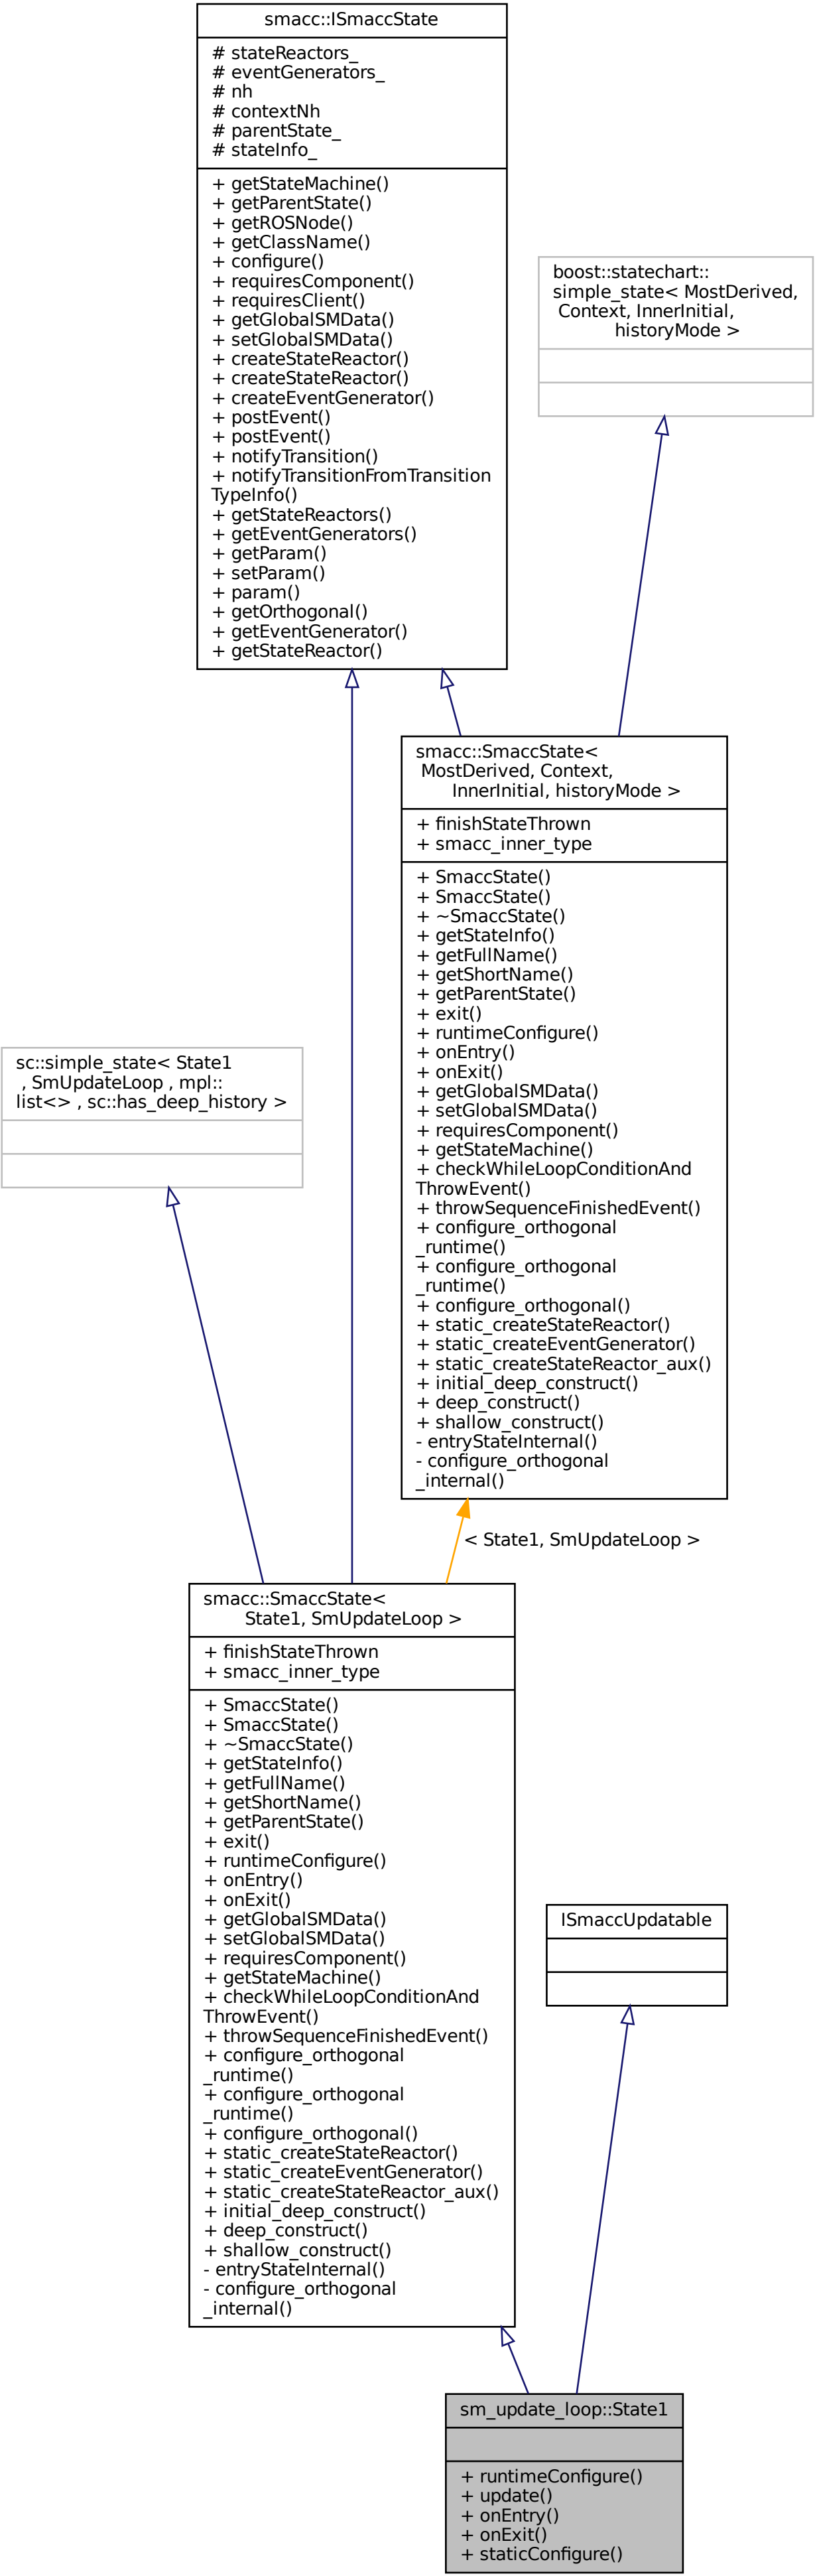 smacc::ISmaccState
# stateReactors_
# eventGenerators_
# nh
# contextNh
# parentState_
# stateInfo_
+ getStateMachine()
+ getParentState()
+ getROSNode()
+ getClassName()
+ configure()
+ requiresComponent()
+ requiresClient()
+ getGlobalSMData()
+ setGlobalSMData()
+ createStateReactor()
+ createStateReactor()
+ createEventGenerator()
+ postEvent()
+ postEvent()
+ notifyTransition()
+ notifyTransitionFromTransition
TypeInfo()
+ getStateReactors()
+ getEventGenerators()
+ getParam()
+ setParam()
+ param()
+ getOrthogonal()
+ getEventGenerator()
+ getStateReactor()
boost::statechart::
simple_state< MostDerived,
Context, InnerInitial,
historyMode >
smacc::SmaccState<
MostDerived, Context,
InnerInitial, historyMode >
+ finishStateThrown
+ smacc_inner_type
+ SmaccState()
+ SmaccState()
+ ~SmaccState()
+ getStateInfo()
+ getFullName()
+ getShortName()
+ getParentState()
+ exit()
+ runtimeConfigure()
+ onEntry()
+ onExit()
+ getGlobalSMData()
+ setGlobalSMData()
+ requiresComponent()
+ getStateMachine()
+ checkWhileLoopConditionAnd
ThrowEvent()
+ throwSequenceFinishedEvent()
+ configure_orthogonal
_runtime()
+ configure_orthogonal
_runtime()
+ configure_orthogonal()
+ static_createStateReactor()
+ static_createEventGenerator()
+ static_createStateReactor_aux()
+ initial_deep_construct()
+ deep_construct()
+ shallow_construct()
- entryStateInternal()
- configure_orthogonal
_internal()
sc::simple_state< State1
, SmUpdateLoop , mpl::
list<> , sc::has_deep_history >
< State1, SmUpdateLoop >
smacc::SmaccState<
State1, SmUpdateLoop >
+ finishStateThrown
+ smacc_inner_type
+ SmaccState()
+ SmaccState()
+ ~SmaccState()
+ getStateInfo()
+ getFullName()
+ getShortName()
+ getParentState()
+ exit()
+ runtimeConfigure()
+ onEntry()
+ onExit()
+ getGlobalSMData()
+ setGlobalSMData()
+ requiresComponent()
+ getStateMachine()
+ checkWhileLoopConditionAnd
ThrowEvent()
+ throwSequenceFinishedEvent()
+ configure_orthogonal
_runtime()
+ configure_orthogonal
_runtime()
+ configure_orthogonal()
+ static_createStateReactor()
+ static_createEventGenerator()
+ static_createStateReactor_aux()
+ initial_deep_construct()
+ deep_construct()
+ shallow_construct()
- entryStateInternal()
- configure_orthogonal
_internal()
ISmaccUpdatable
sm_update_loop::State1
+ runtimeConfigure()
+ update()
+ onEntry()
+ onExit()
+ staticConfigure()